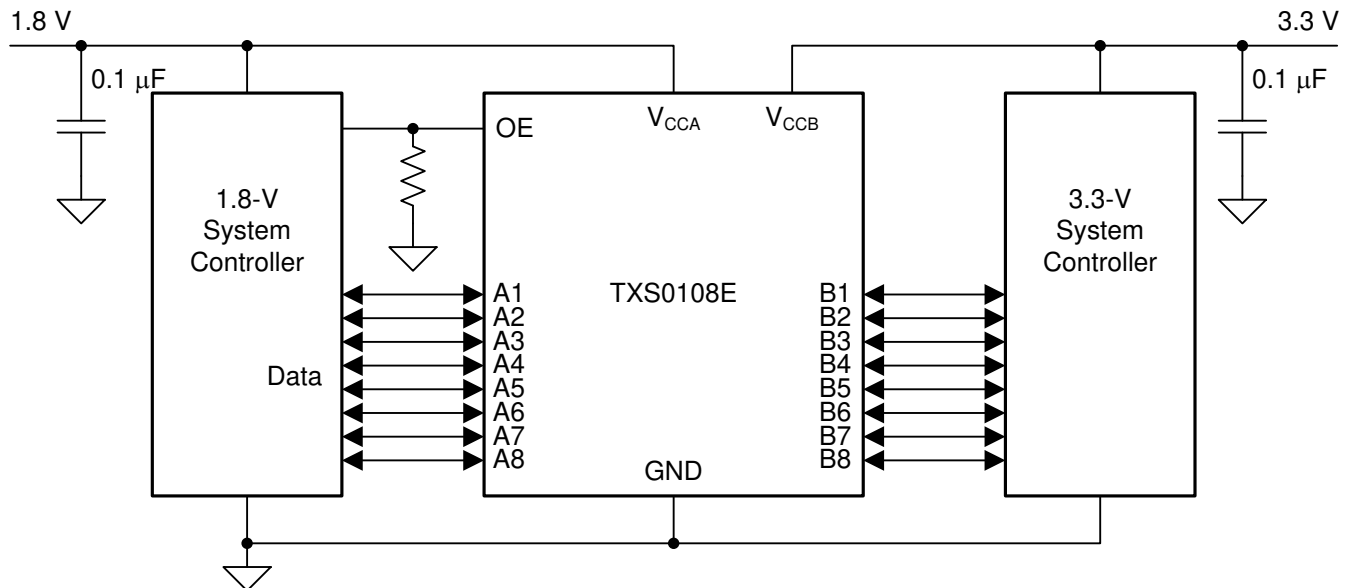 1.8 V
3.3 V
0.1 μF
0.1 μF
OE
VCCA
VCCB
1.8-V
System
Controller
3.3-V
System
Controller
TXS0108E
Data
A1
A2
A3
A4
A5
A6
A7
A8
B1
B2
B3
B4
B5
B6
B7
B8
GND